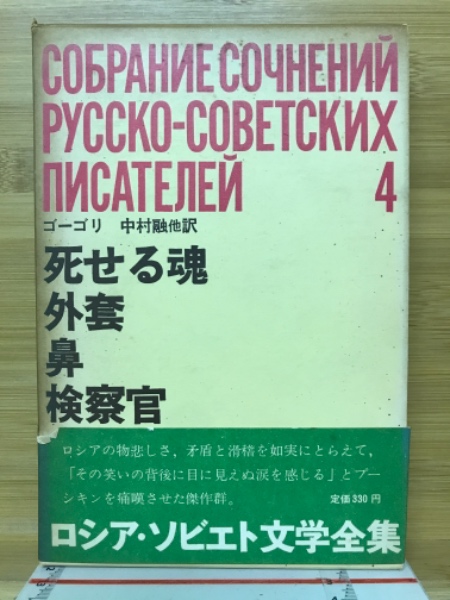 СОБРАНИЕ СОЧНЕНИЙ
РУССКО-СОВЕТСКИХ
ПИСАТЕЛЕЙ 4
ゴーゴリ 中村融他訳
死せる魂
外套
鼻
検察官
ロシアの物悲しさ，矛盾と滑稽を如実にとらえて，
「その笑いの背後に目に見えぬ涙を感じる」とプー
シキンを痛嘆させた傑作群。 定価330円
ロシア・ソビエト文学全集